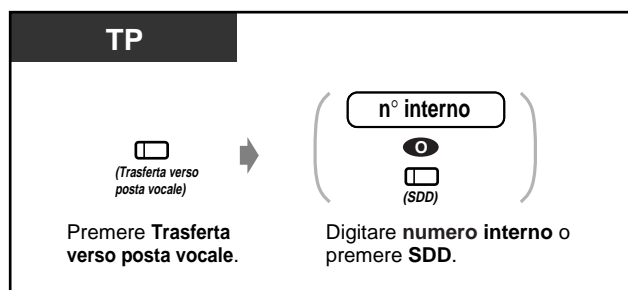 TP
n° interno
O
(Trasferta verso
posta vocale)
(SDD)
Premere Trasferta
verso posta vocale.
Digitare numero interno o
premere SDD.